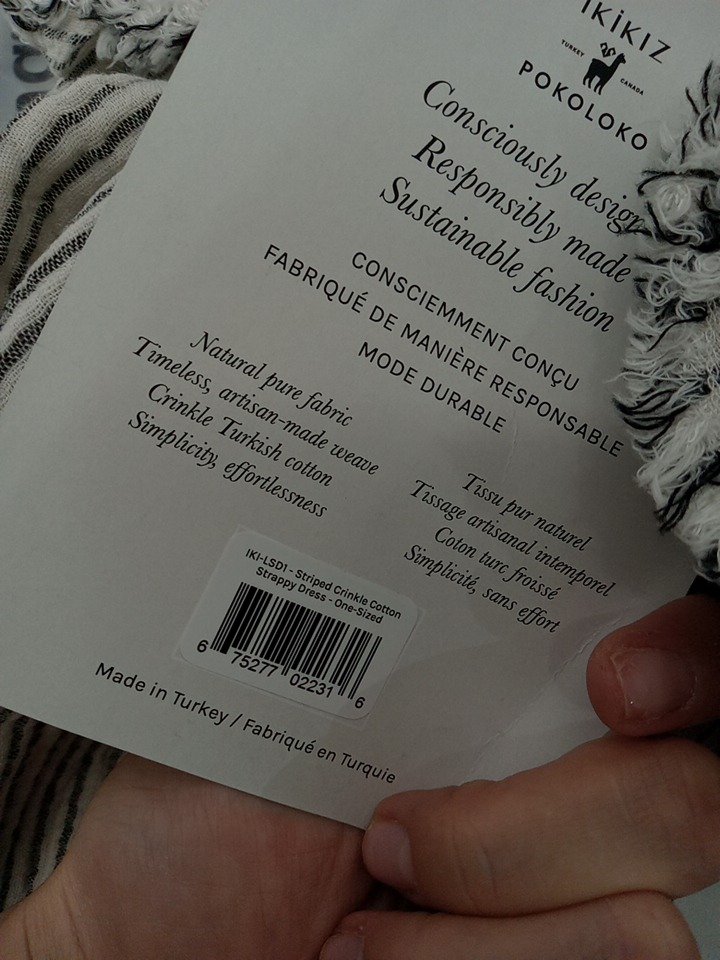 IKIKIZ
TURKEY CANADA
POKOLOKO
Consciously design
Responsibly made
Sustainable fashion
CONSCIEMMENT CONÇU
FABRIQUÉ DE MANIÈRE RESPONSABLE
MODE DURABLE
Natural pure fabric
Timeless, artisan-made weave
Crinkle Turkish cotton
Simplicity, effortlessness
Tissu pur naturel
Tissage artisanal intemporel
Coton turc froissé
Simplicité, sans effort
IKI-LSD1 - Striped Crinkle Cotton
Strappy Dress - One-Sized
6 75277 02231 6
Made in Turkey / Fabriqué en Turquie